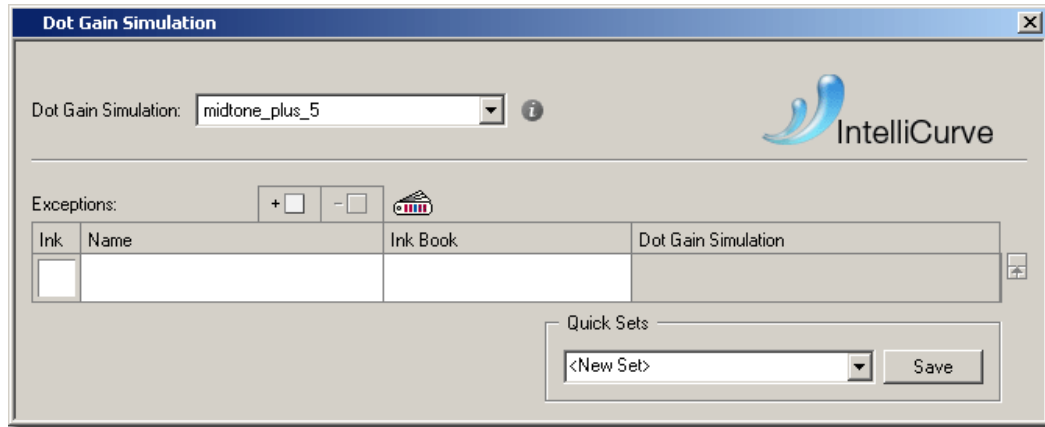 Dot Gain Simulation
Dot Gain Simulation: midtone_plus_5
IntelliCurve
Exceptions:
Ink Name Ink Book Dot Gain Simulation
Quick Sets
<New Set> Save